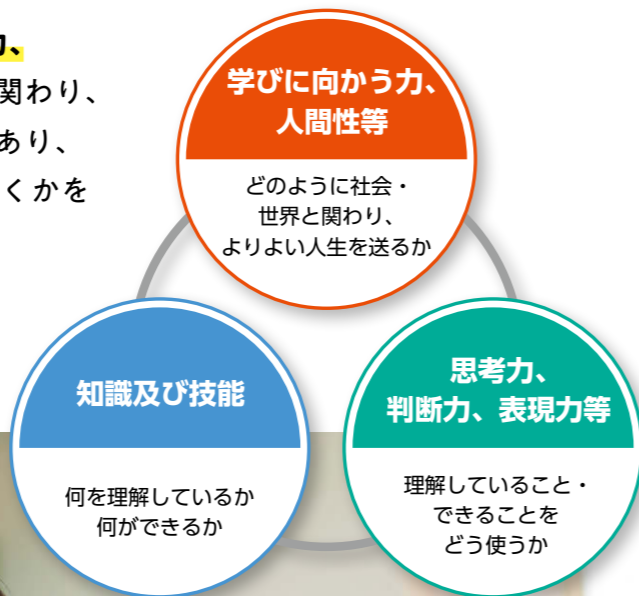 力、
関わり、
あり、
くかを
学びに向かう力、
人間性等
どのように社会・
世界と関わり、
よりよい人生を送るか
知識及び技能
何を理解しているか
何ができるか
思考力、
判断力、表現力等
理解していること・
できることを
どう使うか